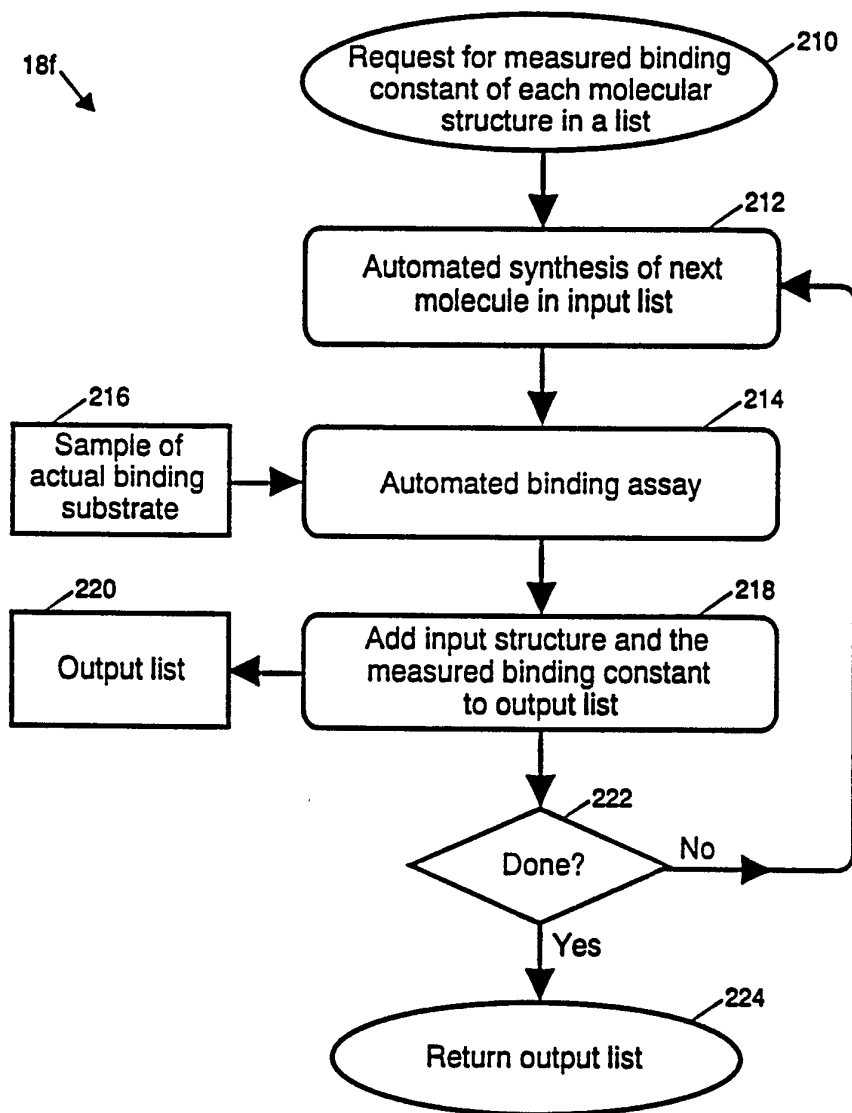 18f
210
Request for measured binding
constant of each molecular
structure in a list
212
Automated synthesis of next
molecule in input list
216
Sample of
actual binding
substrate
214
Automated binding assay
220
Output list
218
Add input structure and the
measured binding constant
to output list
222
Done?
No
Yes
224
Return output list